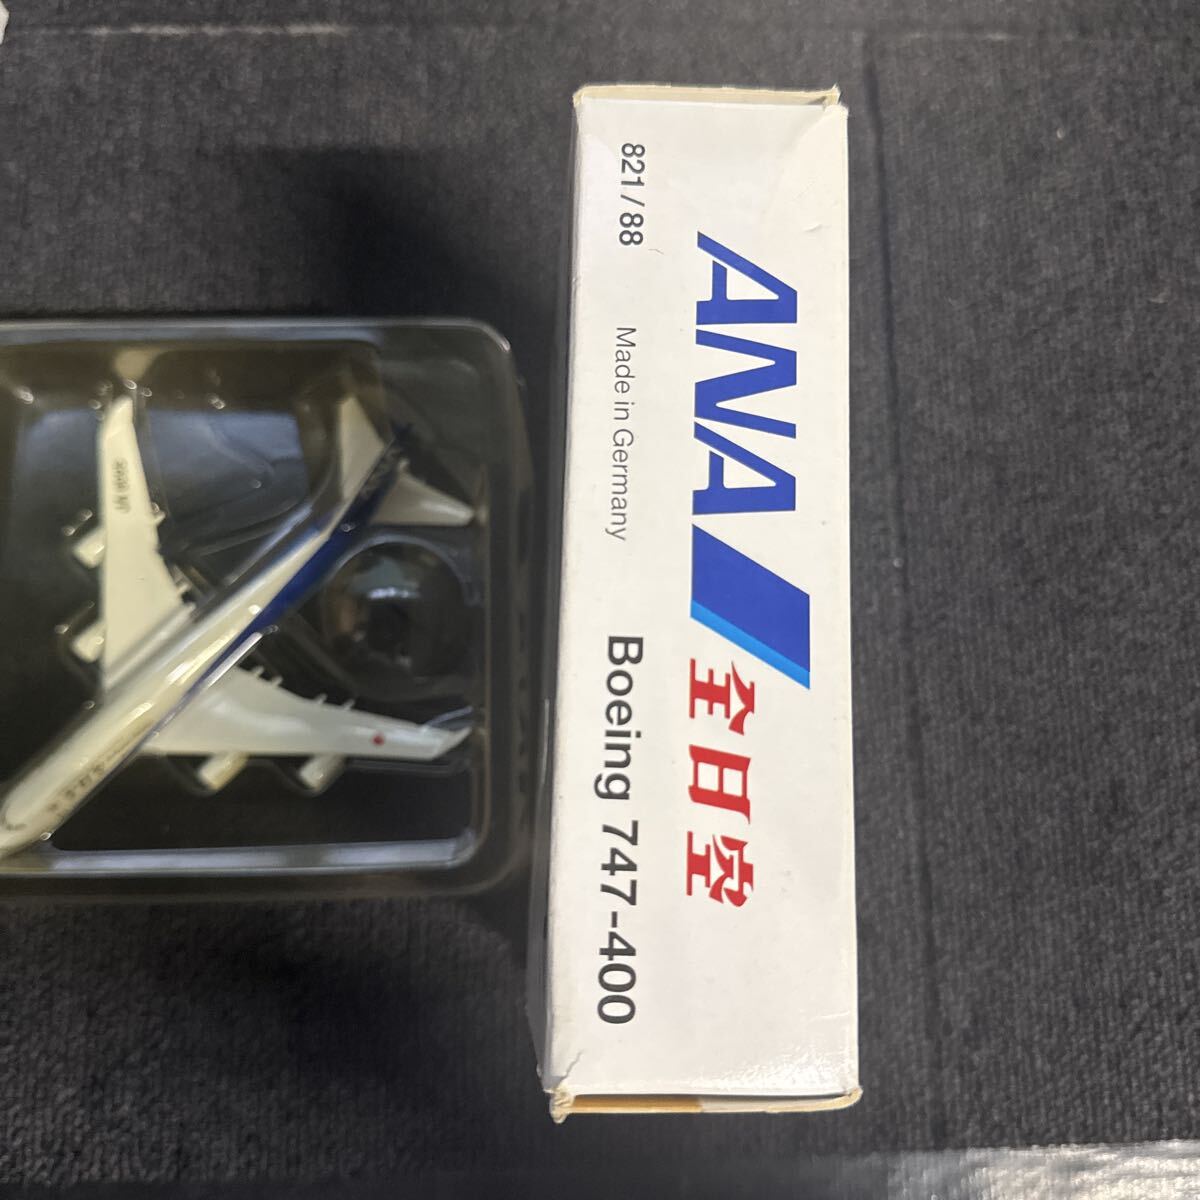 ANA 全日空
821/88 Made in Germany Boeing 747-400